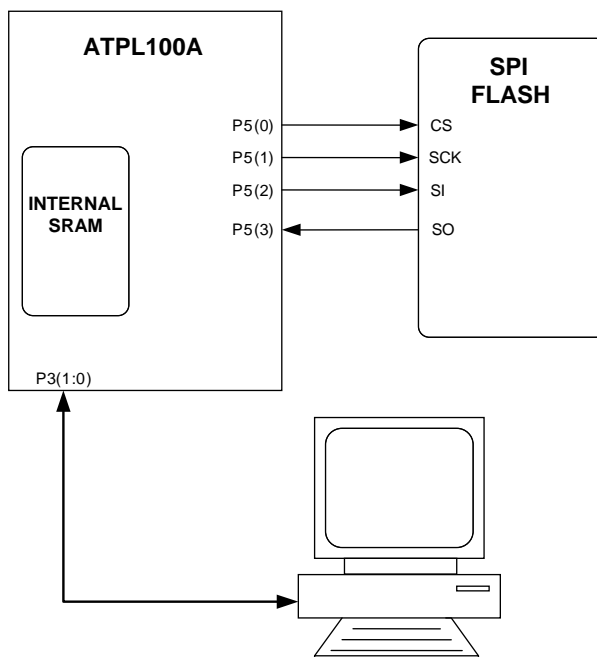 ATPL100A
SPI
FLASH
P5(0)
CS
P5(1)
SCK
P5(2)
SI
P5(3)
SO
INTERNAL
SRAM
P3(1:0)